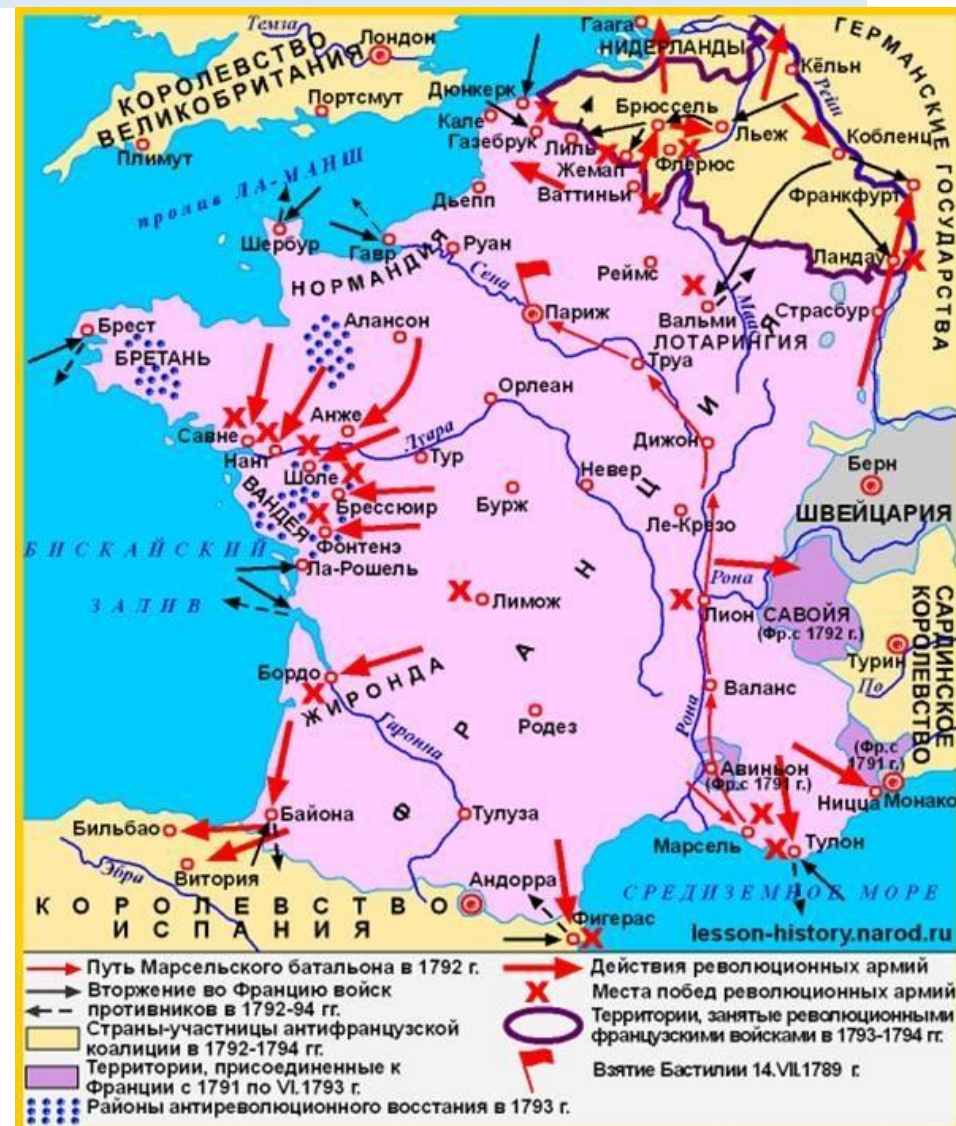 Темза
Лондон
КОРОЛЕВСТВО
ВЕЛИКОБРИТАНИЯ
Портсмут
Плимут
пролив ЛА-МАНШ
Гаага
НИДЕРЛАНДЫ
ГЕРМАНСКИЕ ГОСУДАРСТВА
Кёльн
Рейн
Дюнкерк
Кале
Газебрук
Брюссель
Лиль
Льеж
Кобленц
Жемап
Флерюс
Ваттиньи
Франкфурт
Дьепп
Шербур
Гавр
Руан
НОРМАНДИЯ
Сена
Реймс
Ландау
Страсбур
Париж
Вальми
Маас
ЛОТАРИНГИЯ
Брест
БРЕТАНЬ
Алансон
Труа
Орлеан
Анже
Луара
Савне
Нант
Тур
Дижон
Шоле
ВАНДЕЯ
Брессюир
Бурж
Невер
Ле-Крезо
Берн
ШВЕЙЦАРИЯ
Фонтенэ
БИСКАЙСКИЙ
ЗАЛИВ
Ла-Рошель
Лимож
Рона
Лион
САВОЙЯ
(Фр.с 1792 г.)
САРДИНСКОЕ
КОРОЛЕВСТВО
Турин
По
Бордо
ЖИРОНДА
Гаронна
ФРАНЦИЯ
Родез
Валанс
Рона
Авиньон
(Фр.с 1791 г.)
(Фр.с
1791 г.)
Ницца
Монако
Байона
Тулуза
Марсель
Тулон
Бильбао
Витория
Эбра
Андорра
Фигерас
СРЕДИЗЕМНОЕ МОРЕ
КОРОЛЕВСТВО
ИСПАНИЯ
lesson-history.narod.ru
Путь Марсельского батальона в 1792 г.
Вторжение во Францию войск
противников в 1792-94 гг.
Страны-участницы антифранцузской
коалиции в 1792-1794 гг.
Территории, присоединенные к
Франции с 1791 по VI.1793 г.
Районы антиреволюционного восстания в 1793 г.
Действия революционных армий
Места побед революционных армий
Территории, занятые революционными
французскими войсками в 1793-1794 гг.
Взятие Бастилии 14.VII.1789 г.